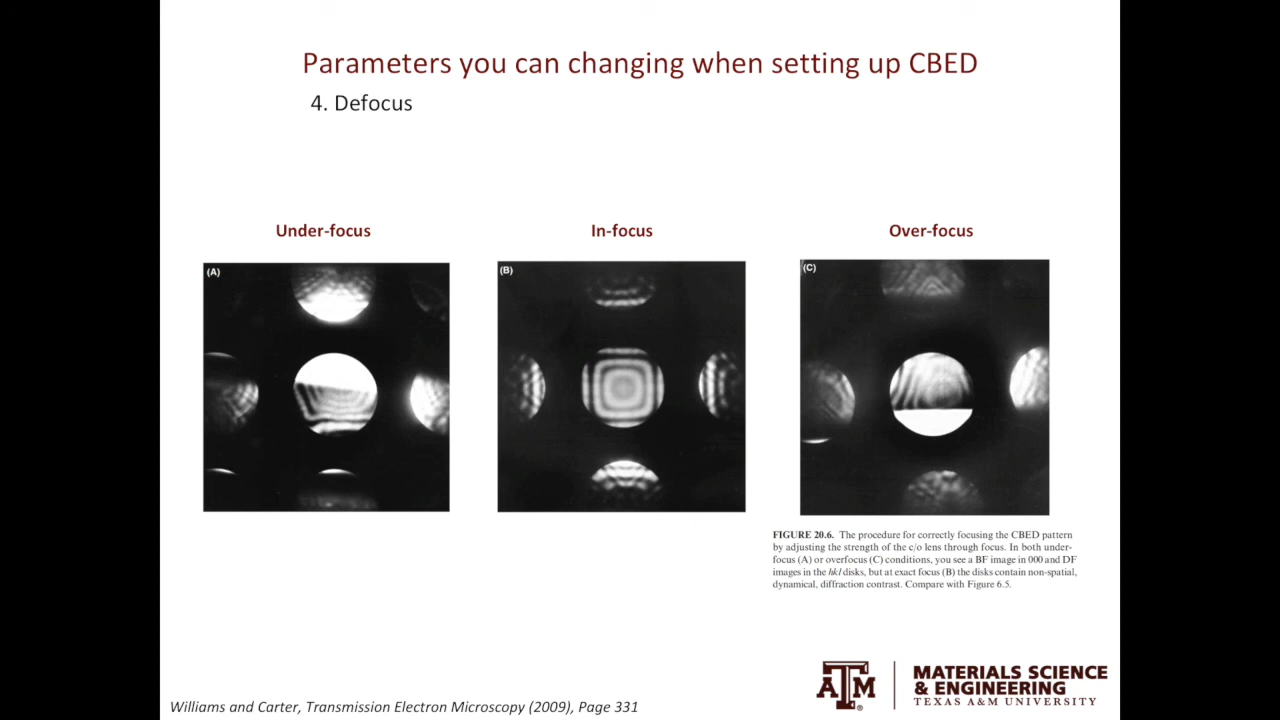 Parameters you can changing when setting up CBED
4. Defocus
Under-focus
In-focus
Over-focus
(A)
(B)
(C)
FIGURE 20.6. The procedure for correctly focusing the CBED pattern
by adjusting the strength of the c/o lens through focus. In both under-
focus (A) or overfocus (C) conditions, you see a BF image in 000 and DF
images in the hkl disks, but at exact focus (B) the disks contain non-spatial,
dynamical, diffraction contrast. Compare with Figure 6.5.
ATM
MATERIALS SCIENCE
& ENGINEERING
TEXAS A&M UNIVERSITY
Williams and Carter, Transmission Electron Microscopy (2009), Page 331